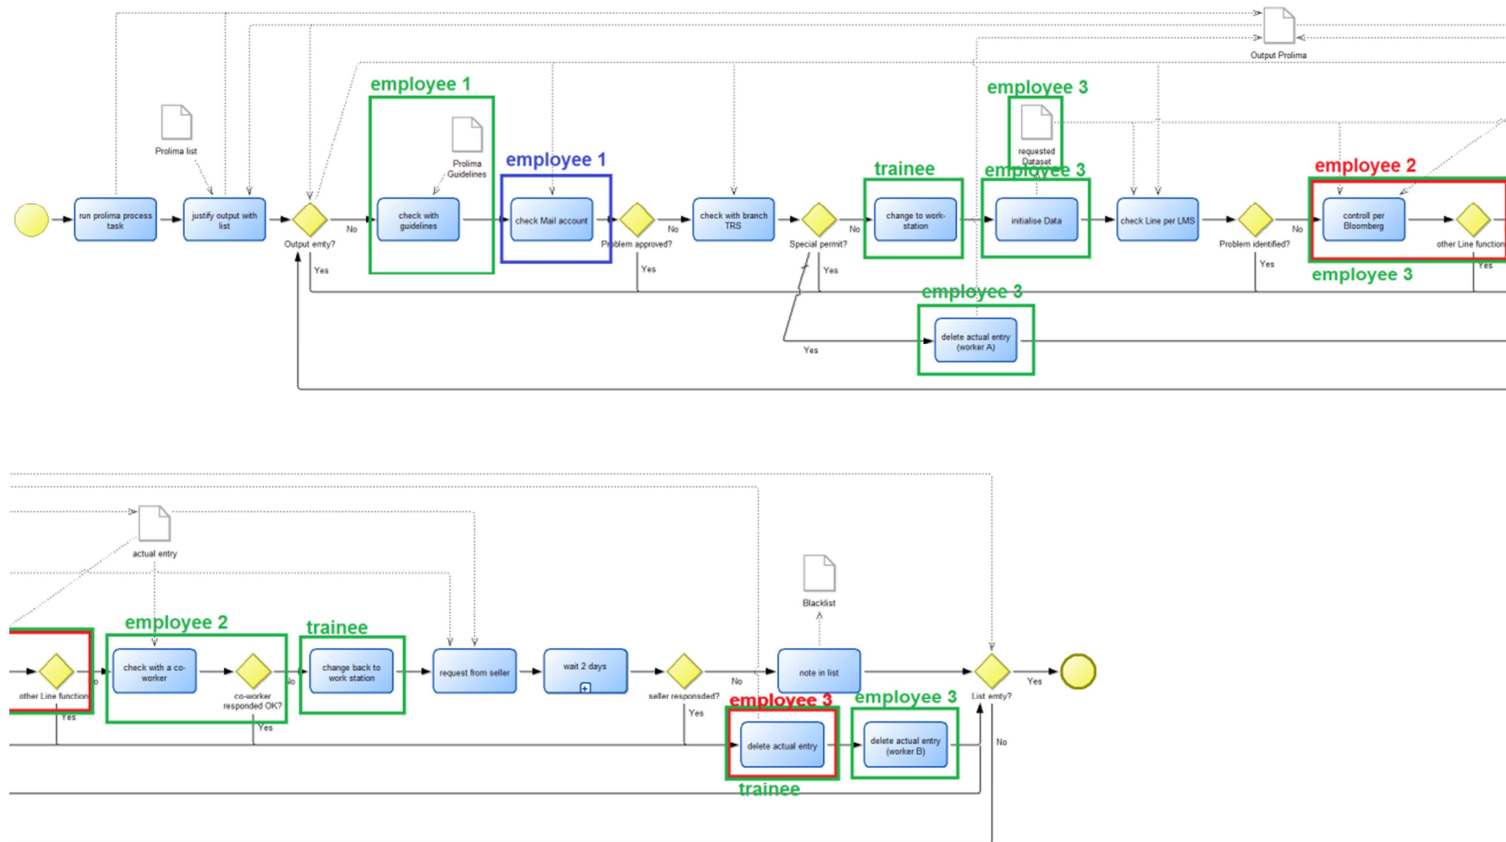 Output Prolima
employee 1
employee 3
Prolima list
Prolima
Guidelines
requested
Dataset
employee 1
trainee
employee 3
employee 2
run prolima process
task
justify output with
list
Output emty?
No
check with
guidelines
check Mail account
Problem approved?
No
check with branch
TRS
Special permit?
No
change to work-
station
initialise Data
check Line per LMS
Problem identified?
No
controll per
Bloomberg
other Line function
Yes
Yes
Yes
Yes
Yes
employee 3
employee 3
Yes
delete actual entry
(worker A)
actual entry
Blacklist
employee 2
trainee
other Line function
check with a co-
worker
co-worker
responded OK?
No
change back to
work station
request from seller
wait 2 days
seller responsded?
No
note in list
List emty?
Yes
Yes
Yes
Yes
No
employee 3
employee 3
delete actual entry
delete actual entry
(worker B)
trainee